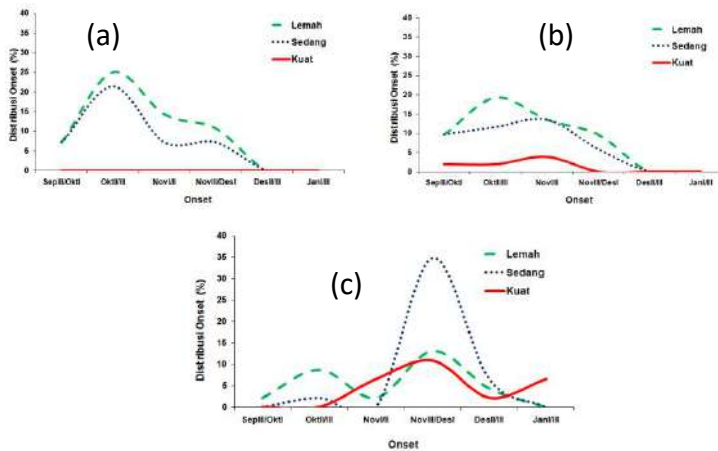 (a)
40
35
30
25
20
15
10
5
0
Distribusi Onset (%)
Lemah
Sedang
Kuat
SepIII/OktI OktII/III NovI/II NovIII/DesI DesII/III JanI/II
Onset
(b)
40
35
30
25
20
15
10
5
0
Distribusi Onset (%)
Lemah
Sedang
Kuat
SepIII/OktI OktII/III NovI/II NovIII/DesI DesII/III JanI/II
Onset
(c)
40
35
30
25
20
15
10
5
0
Distribusi Onset (%)
Lemah
Sedang
Kuat
SepIII/OktI OktII/III NovI/II NovIII/DesI DesII/III JanI/II
Onset